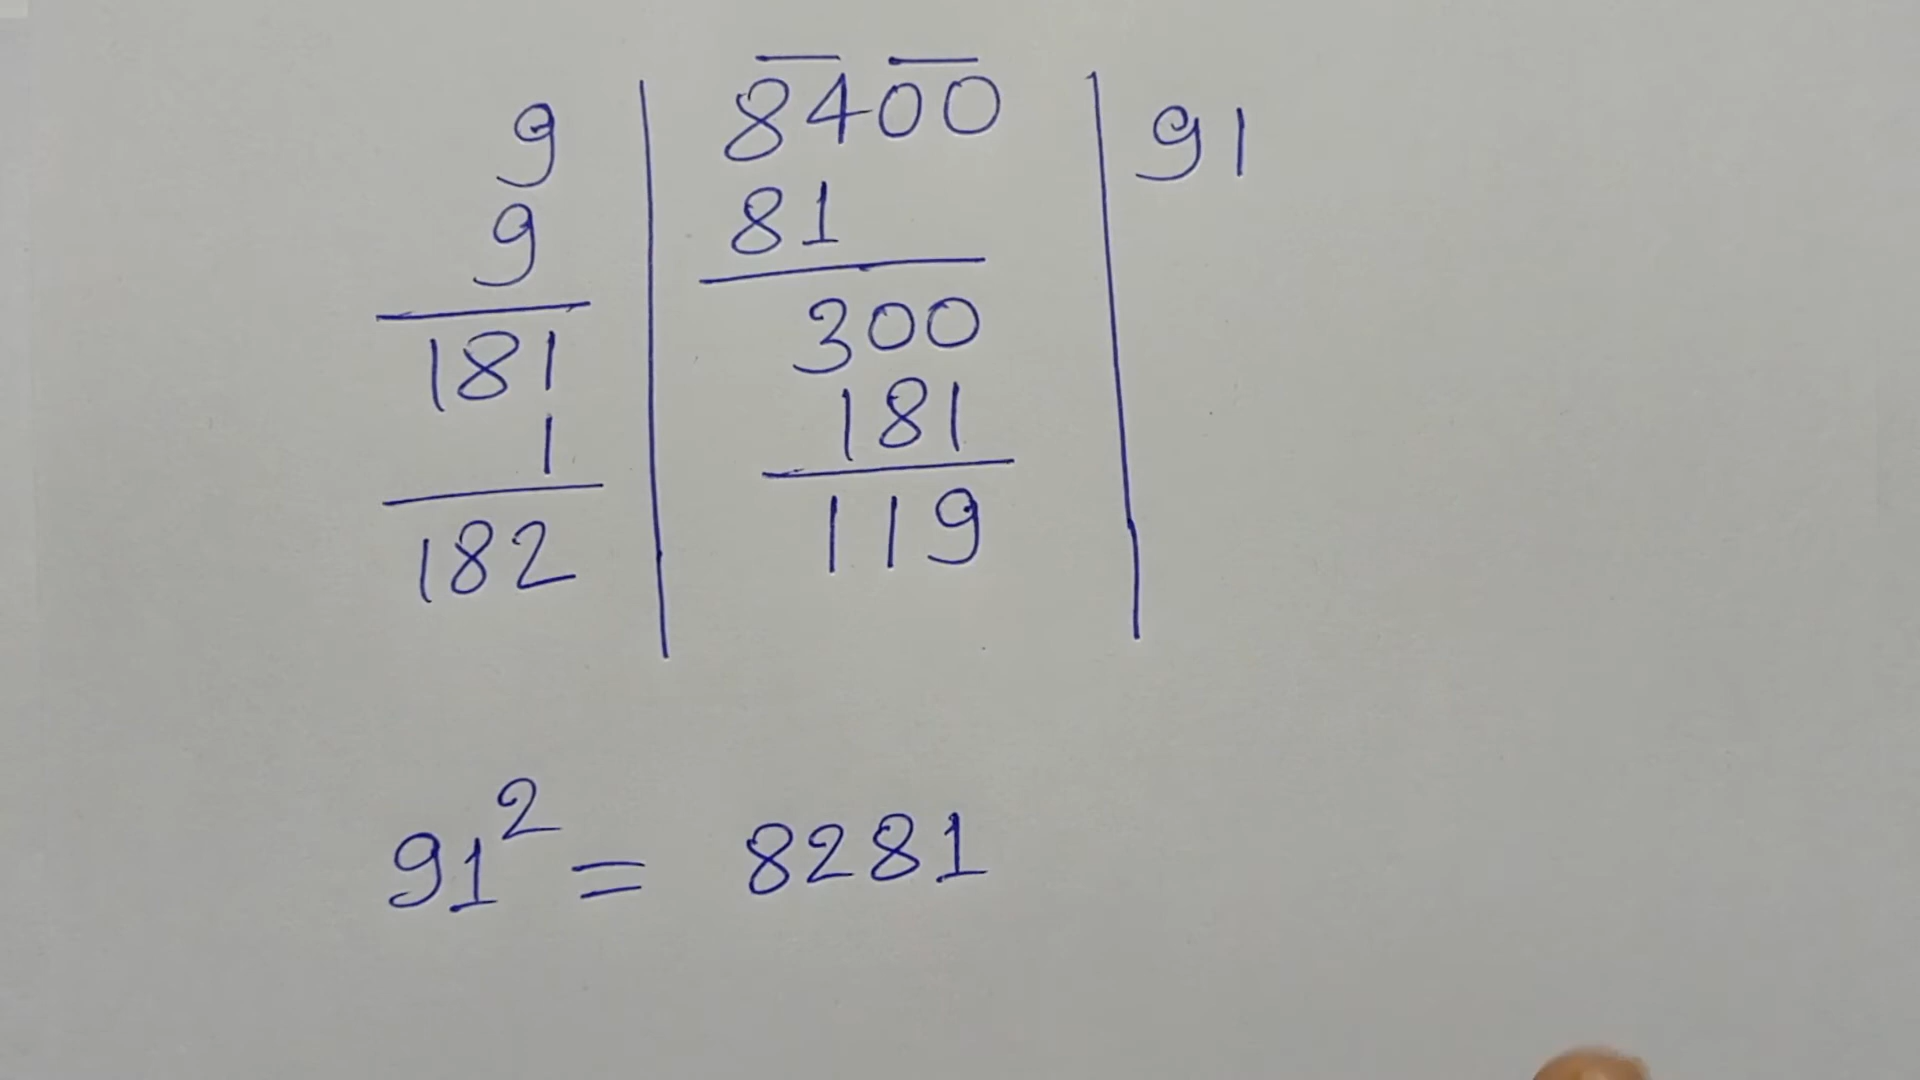 9 | 8400 | 91
9 | 81
181 | 300
1 | 181
182 | 119
91² = 8281